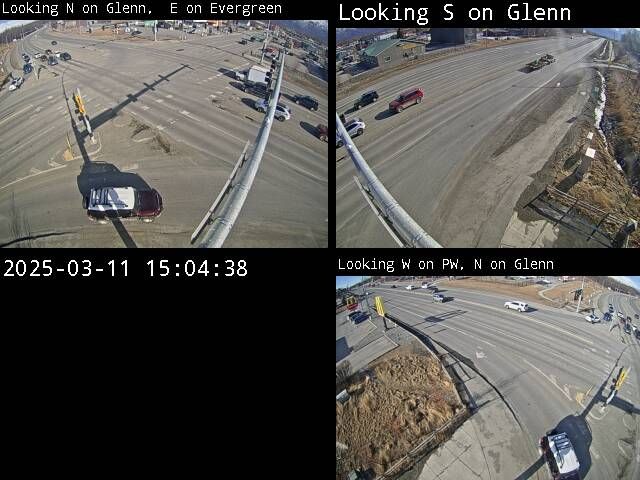 Looking N on Glenn,  E on Evergreen
Looking S on Glenn
2025-03-11 15:04:38
Looking W on PW, N on Glenn